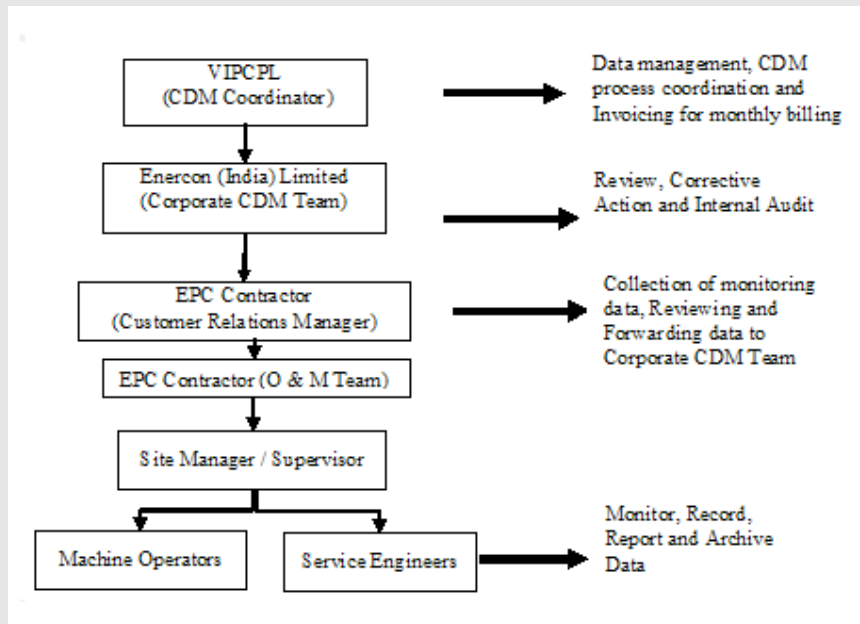 VIPCPL
(CDM Coordinator)
Data management, CDM
process coordination and
Invoicing for monthly billing
Enercon (India) Limited
(Corporate CDM Team)
Review, Corrective
Action and Internal Audit
EPC Contractor
(Customer Relations Manager)
Collection of monitoring
data, Reviewing and
Forwarding data to
Corporate CDM Team
EPC Contractor (O & M Team)
Site Manager / Supervisor
Machine Operators
Service Engineers
Monitor, Record,
Report and Archive
Data